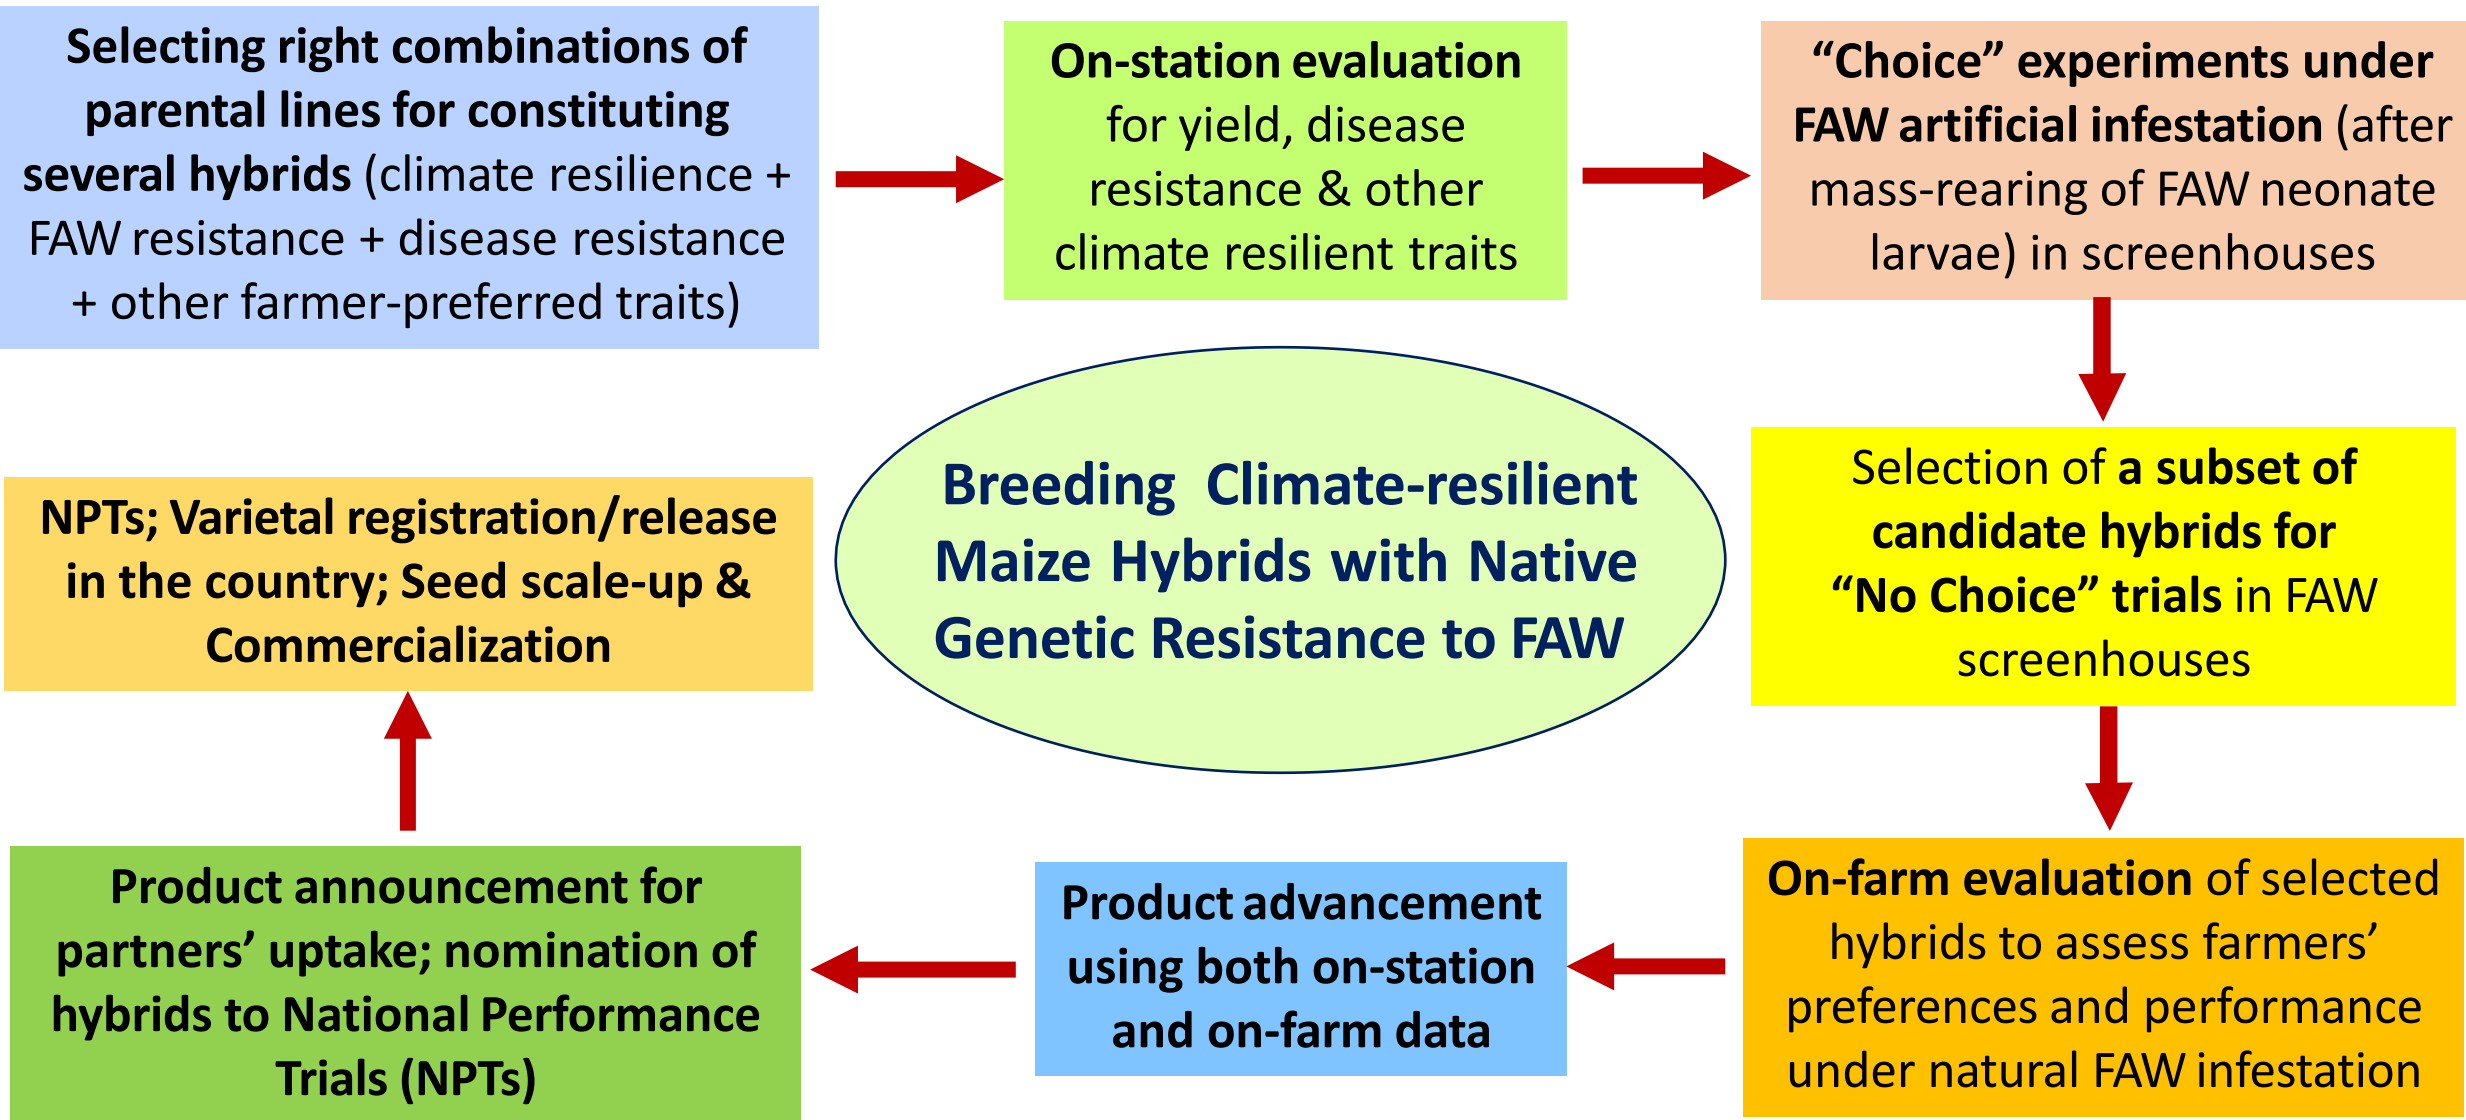 Selecting right combinations of
parental lines for constituting
several hybrids (climate resilience +
FAW resistance + disease resistance
+ other farmer-preferred traits)
On-station evaluation
for yield, disease
resistance & other
climate resilient traits
“Choice” experiments under
FAW artificial infestation (after
mass-rearing of FAW neonate
larvae) in screenhouses
Selection of a subset of
candidate hybrids for
“No Choice” trials in FAW
screenhouses
On-farm evaluation of selected
hybrids to assess farmers’
preferences and performance
under natural FAW infestation
Product advancement
using both on-station
and on-farm data
Product announcement for
partners’ uptake; nomination of
hybrids to National Performance
Trials (NPTs)
NPTs; Varietal registration/release
in the country; Seed scale-up &
Commercialization
Breeding Climate-resilient
Maize Hybrids with Native
Genetic Resistance to FAW